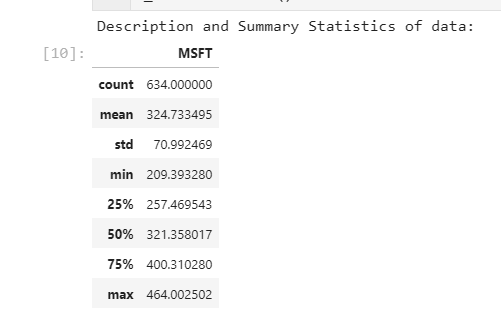 Description and Summary Statistics of data:
[10]:
MSFT
count 634.000000
mean 324.733495
std 70.992469
min 209.393280
25% 257.469543
50% 321.358017
75% 400.310280
max 464.002502